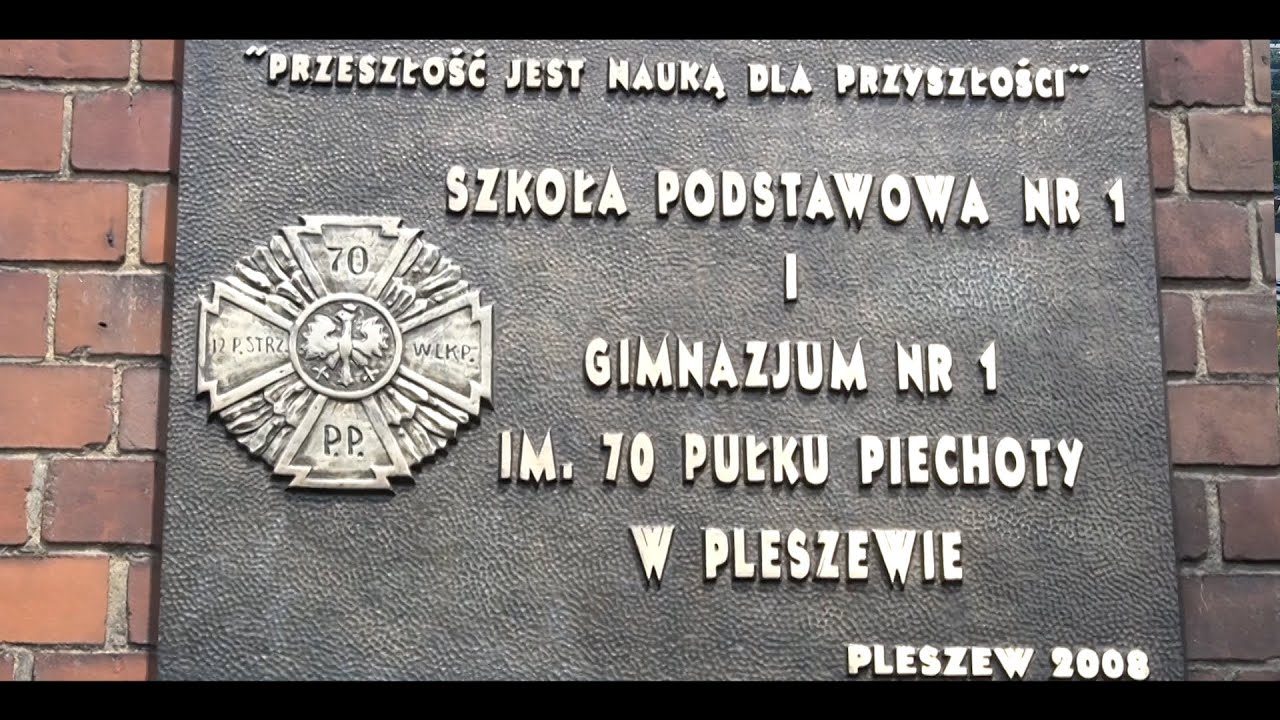 "PRZESZŁOŚĆ JEST NAUKĄ DLA PRZYSZŁOŚCI"
SZKOŁA PODSTAWOWA NR 1
I
GIMNAZJUM NR 1
IM. 70 PUŁKU PIECHOTY
W PLESZEWIE
PLESZEW 2008
70
12 P. STRZ. WLKP.
P.P.